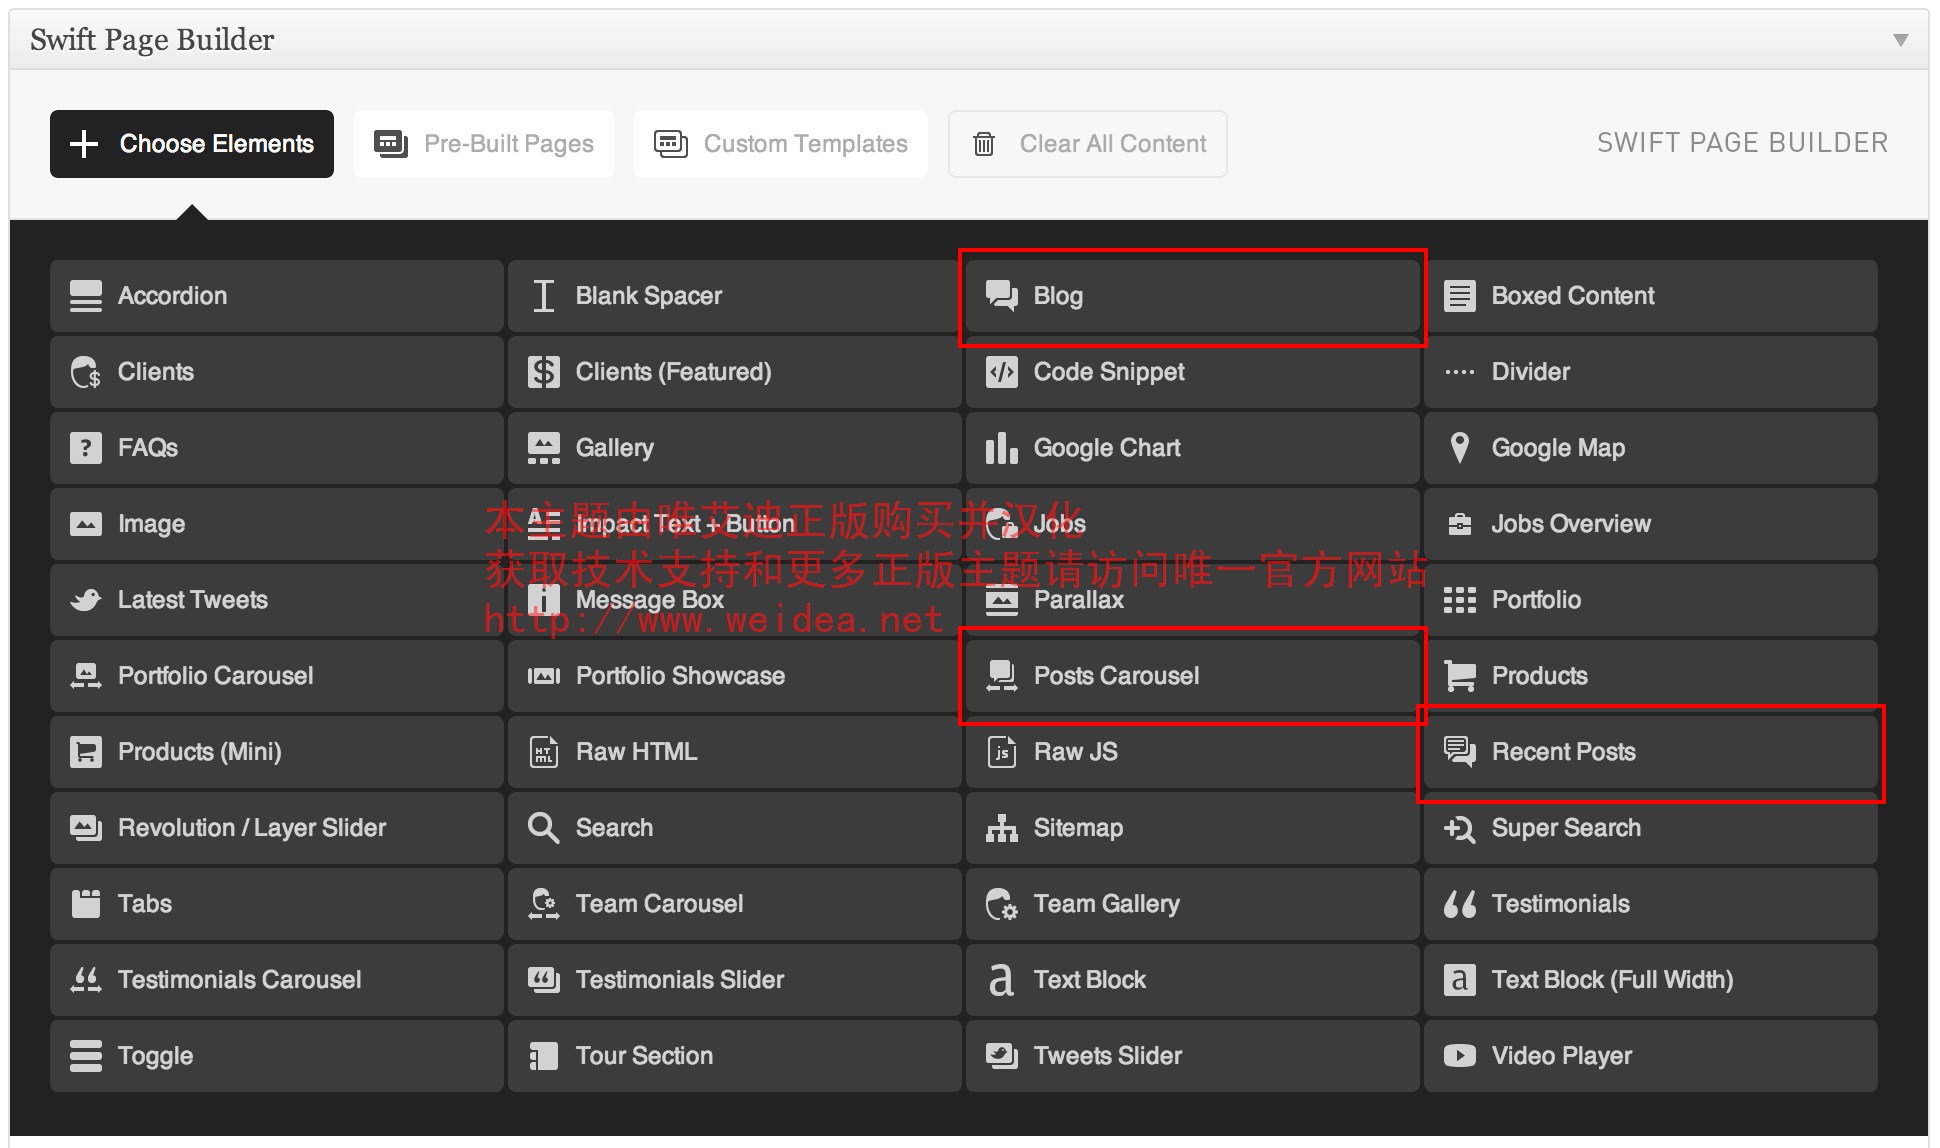 Swift Page Builder
Choose Elements
Pre-Built Pages
Custom Templates
Clear All Content
SWIFT PAGE BUILDER
Accordion
Blank Spacer
Blog
Boxed Content
Clients
Clients (Featured)
Code Snippet
Divider
FAQs
Gallery
Google Chart
Google Map
Image
Impact Text + Button
Jobs
Jobs Overview
本主题由唯艾迪正版购买并汉化
获取技术支持和更多正版主题请访问唯一官方网站
http://www.weidea.net
Latest Tweets
Message Box
Parallax
Portfolio
Portfolio Carousel
Portfolio Showcase
Posts Carousel
Products
Products (Mini)
Raw HTML
Raw JS
Recent Posts
Revolution / Layer Slider
Search
Sitemap
Super Search
Tabs
Team Carousel
Team Gallery
Testimonials
Testimonials Carousel
Testimonials Slider
Text Block
Text Block (Full Width)
Toggle
Tour Section
Tweets Slider
Video Player